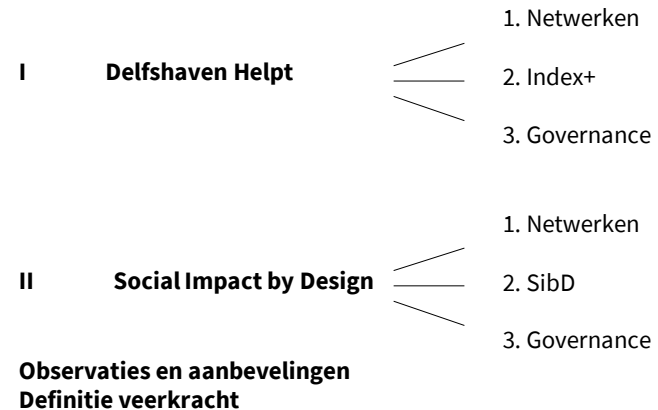 1. Netwerken
I Delfshaven Helpt
2. Index+
3. Governance
1. Netwerken
II Social Impact by Design
2. SibD
3. Governance
Observaties en aanbevelingen
Definitie veerkracht